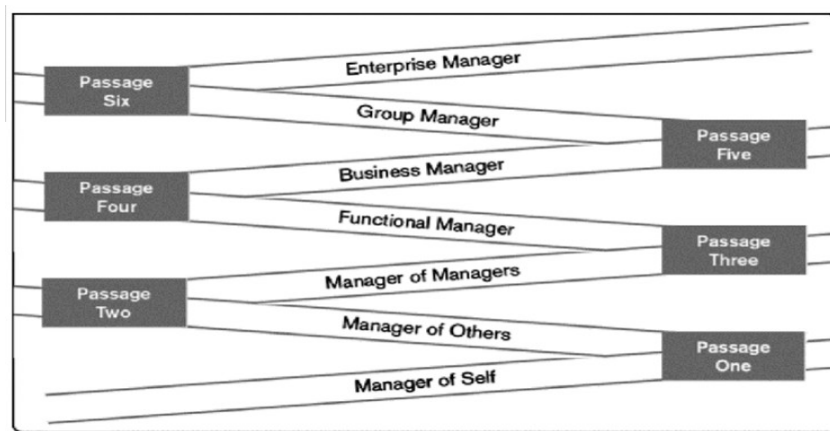 Enterprise Manager
Passage
Six
Group Manager
Passage
Five
Business Manager
Passage
Four
Functional Manager
Passage
Three
Manager of Managers
Passage
Two
Manager of Others
Passage
One
Manager of Self